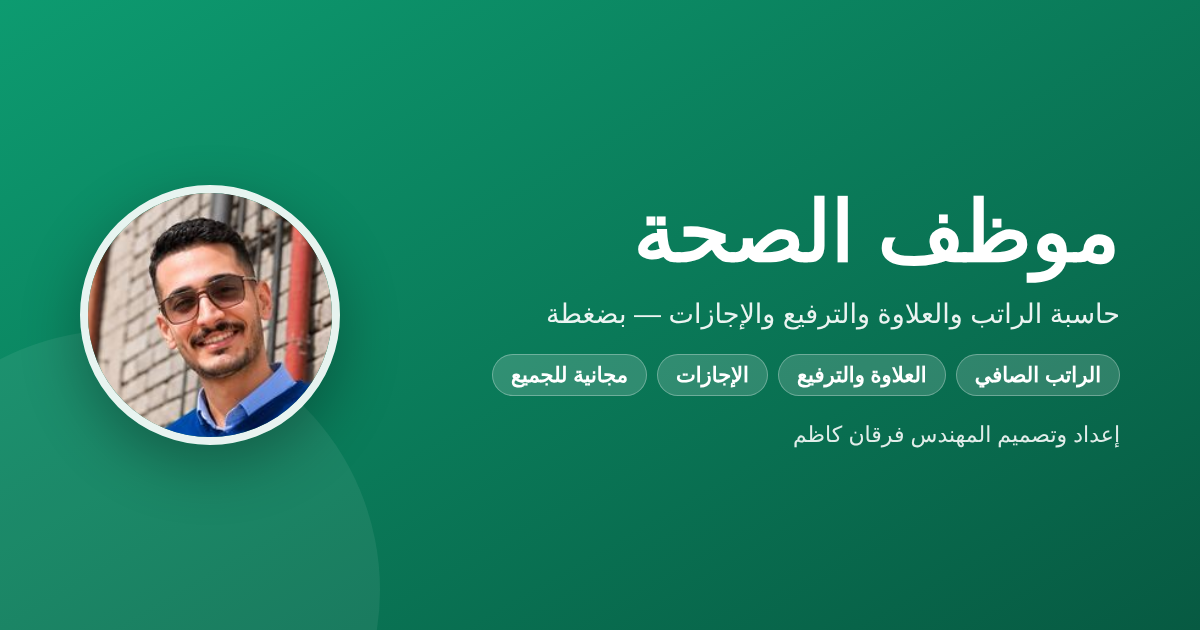 موظف الصحة
حاسبة الراتب والعلاوة والترفيع والإجازات — بضغطة
الراتب الصافي العلاوة والترفيع الإجازات مجانية للجميع
إعداد وتصميم المهندس فرقان كاظم